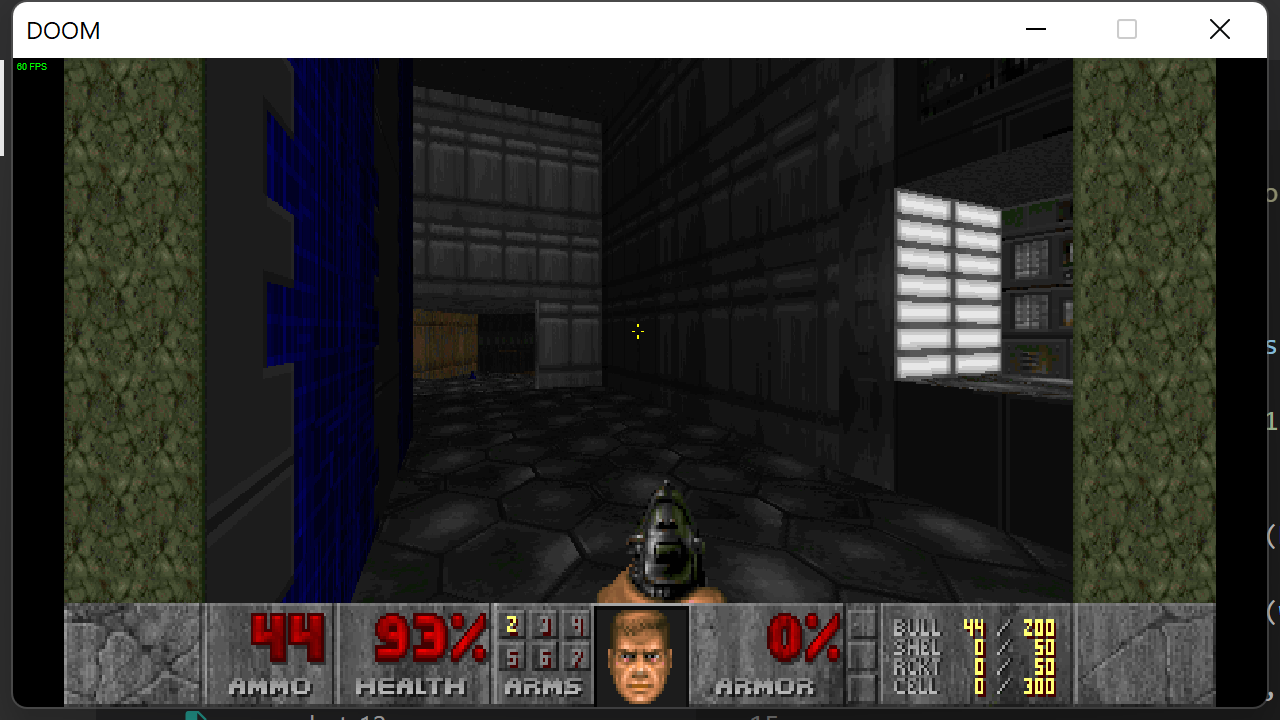 DOOM
60 FPS
44
AMMO
93%
HEALTH
2 3 4
5 6 7
ARMS
0%
ARMOR
BULL 44 / 200
SHEL 0 / 50
RCKT 0 / 50
CELL 0 / 300